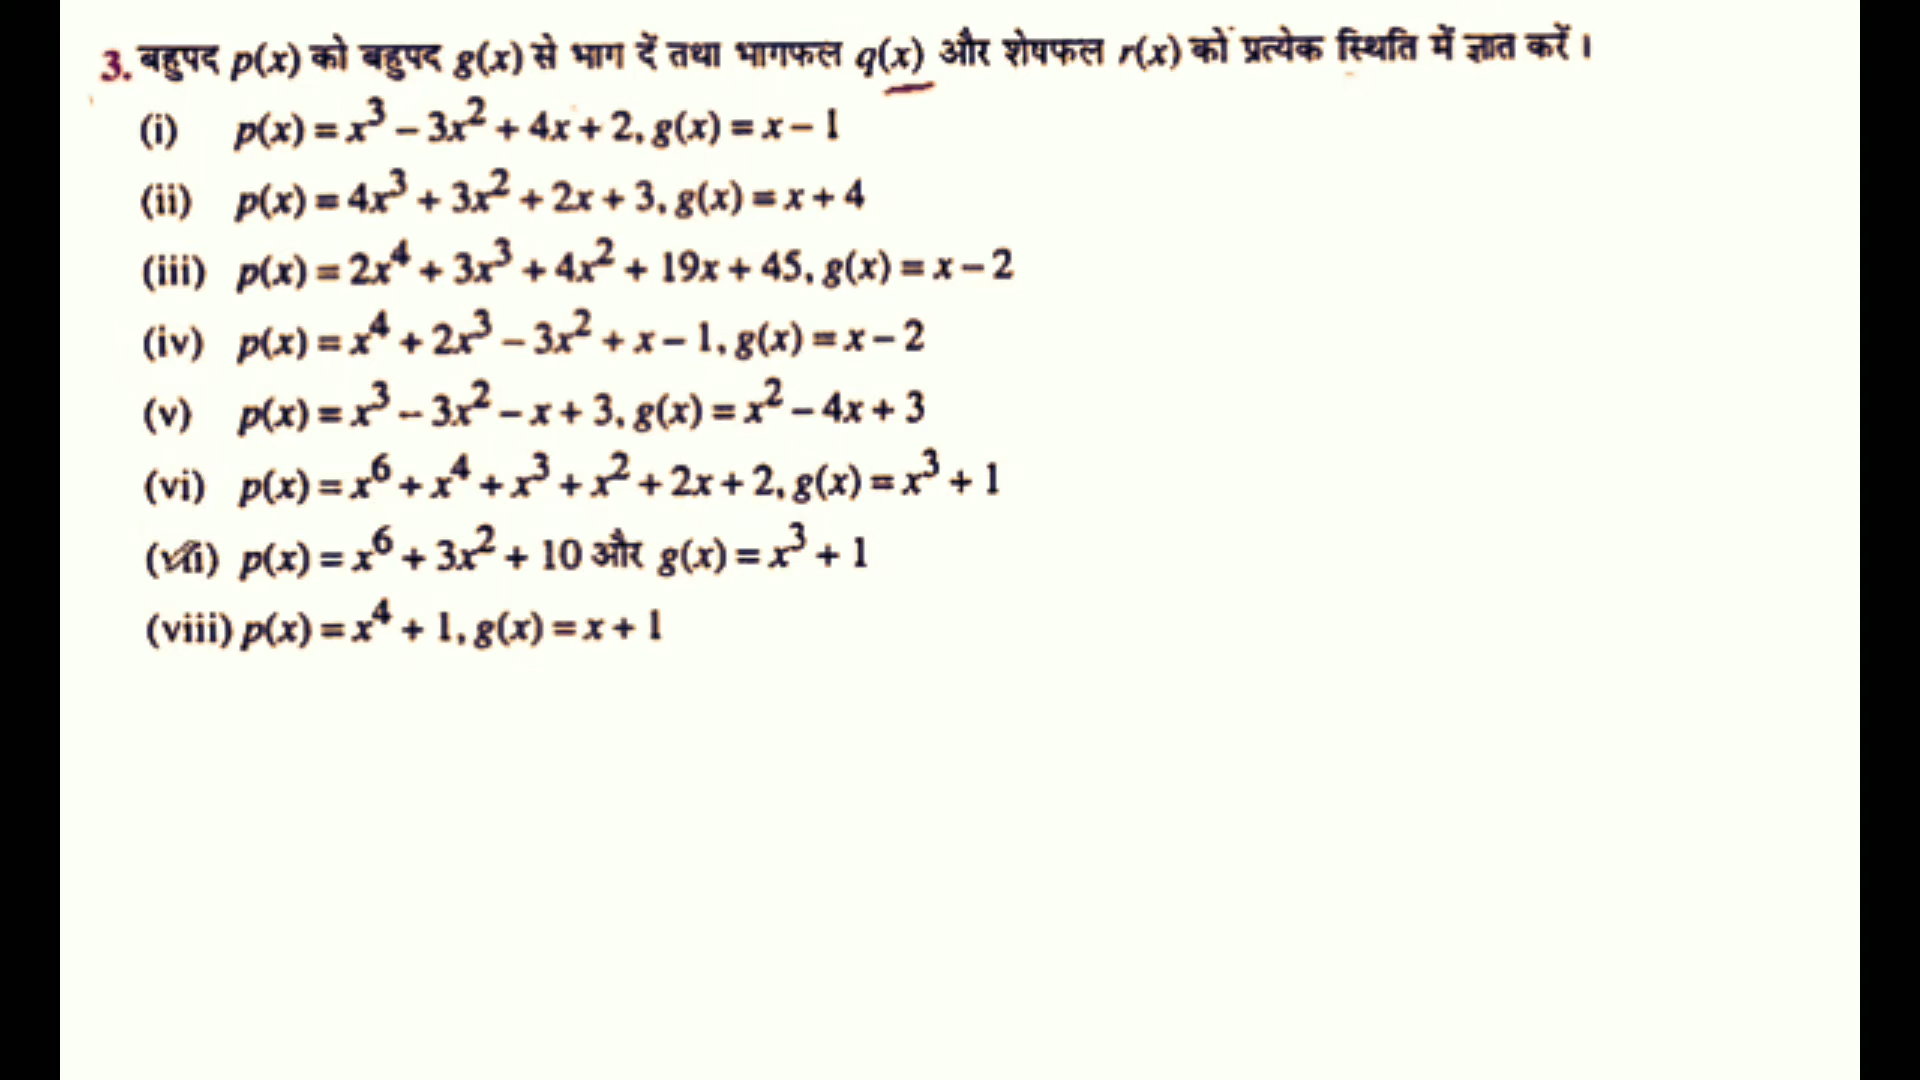 3. बहुपद p(x) को बहुपद g(x) से भाग दें तथा भागफल q(x) और शेषफल r(x) को प्रत्येक स्थिति में ज्ञात करें ।
(i) p(x) = x³ – 3x² + 4x + 2, g(x) = x – 1
(ii) p(x) = 4x³ + 3x² + 2x + 3, g(x) = x + 4
(iii) p(x) = 2x⁴ + 3x³ + 4x² + 19x + 45, g(x) = x – 2
(iv) p(x) = x⁴ + 2x³ – 3x² + x – 1, g(x) = x – 2
(v) p(x) = x³ – 3x² – x + 3, g(x) = x² – 4x + 3
(vi) p(x) = x⁶ + x⁴ + x³ + x² + 2x + 2, g(x) = x³ + 1
(vii) p(x) = x⁶ + 3x² + 10 और g(x) = x³ + 1
(viii) p(x) = x⁴ + 1, g(x) = x + 1